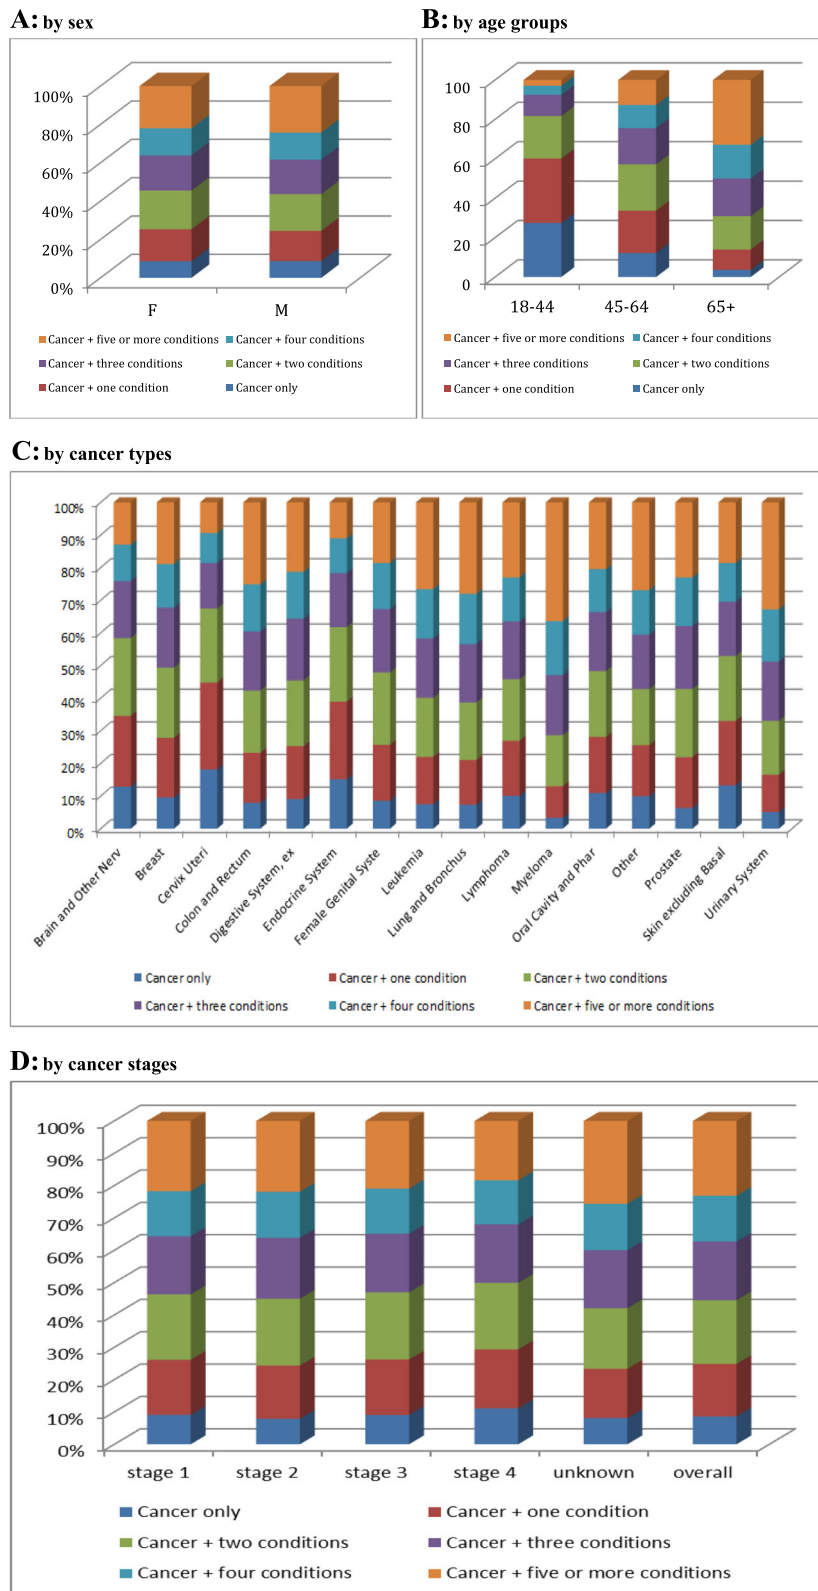 A: by sex
100%
80%
60%
40%
20%
0%
F M
Cancer + five or more conditions Cancer + four conditions
Cancer + three conditions Cancer + two conditions
Cancer + one condition Cancer only
B: by age groups
100
80
60
40
20
0
18-44 45-64 65+
Cancer + five or more conditions Cancer + four conditions
Cancer + three conditions Cancer + two conditions
Cancer + one condition Cancer only
C: by cancer types
100%
90%
80%
70%
60%
50%
40%
30%
20%
10%
0%
Brain and Other Nerv
Breast
Cervix Uteri
Colon and Rectum
Digestive System, ex
Endocrine System
Female Genital Syste
Leukemia
Lung and Bronchus
Lymphoma
Myeloma
Oral Cavity and Phar
Other
Prostate
Skin excluding Basal
Urinary System
Cancer only Cancer + one condition Cancer + two conditions
Cancer + three conditions Cancer + four conditions Cancer + five or more conditions
D: by cancer stages
100%
90%
80%
70%
60%
50%
40%
30%
20%
10%
0%
stage 1 stage 2 stage 3 stage 4 unknown overall
Cancer only Cancer + one condition
Cancer + two conditions Cancer + three conditions
Cancer + four conditions Cancer + five or more conditions